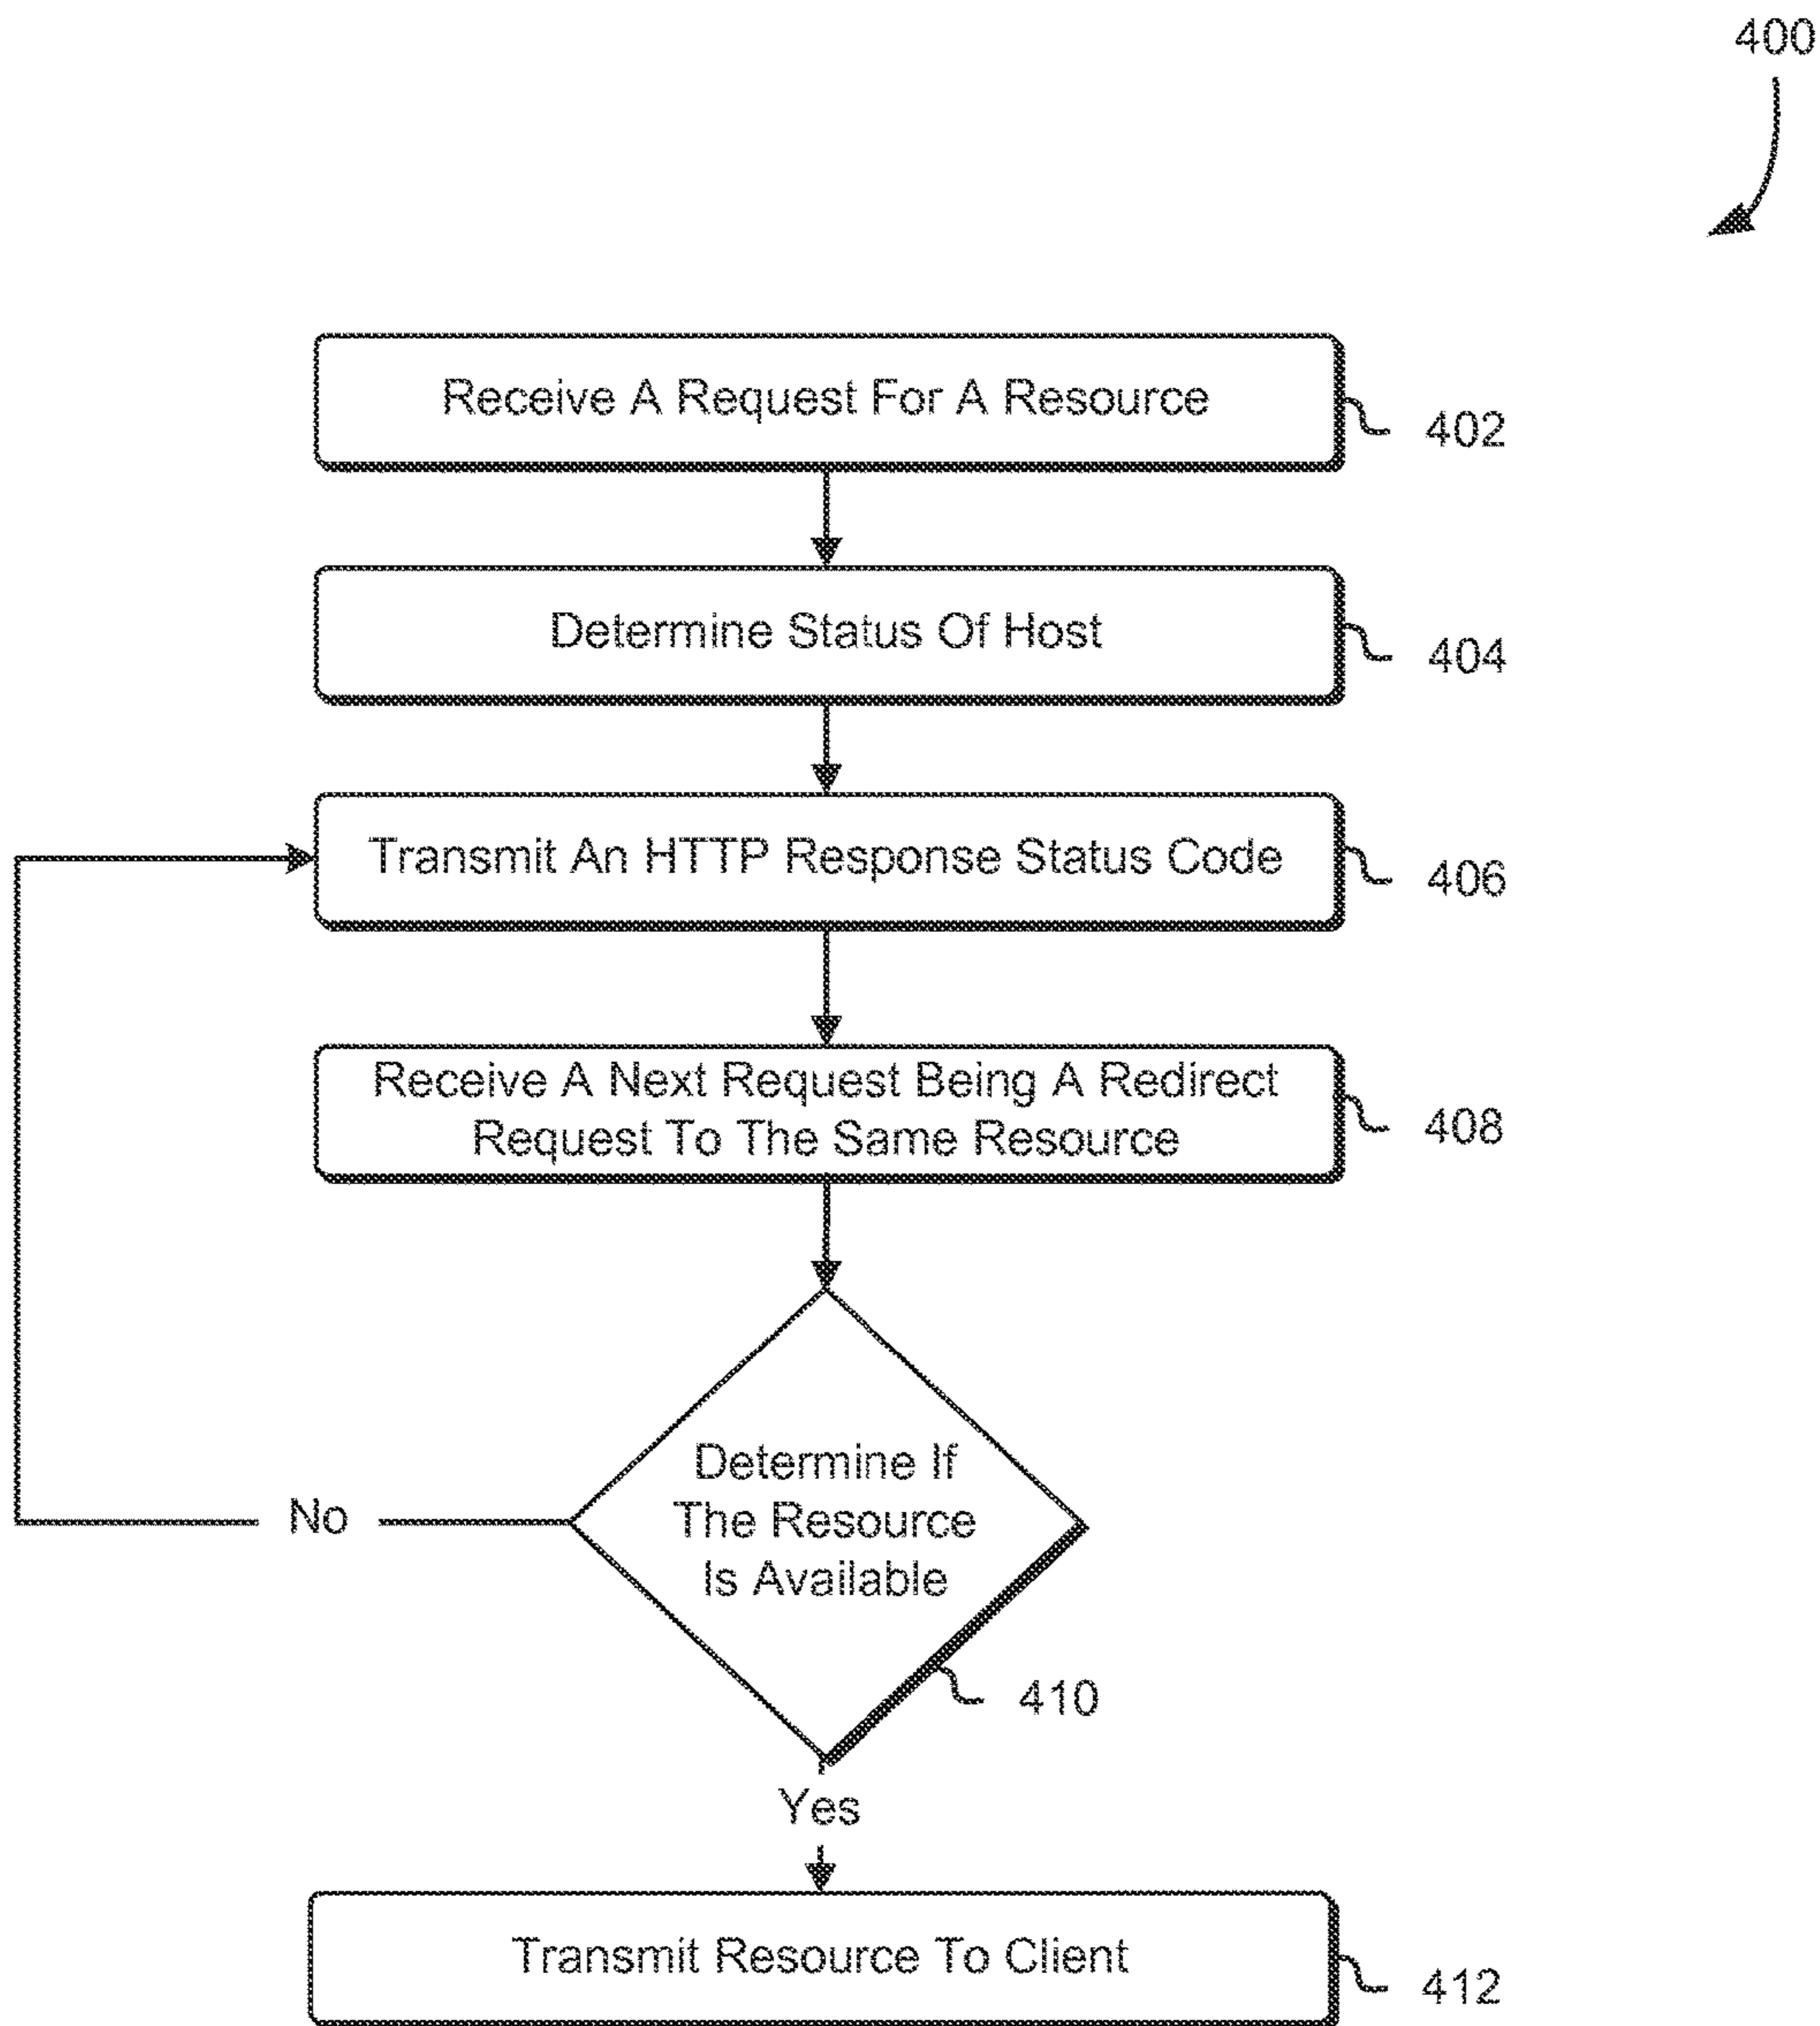 400
Receive A Request For A Resource
402
Determine Status Of Host
404
Transmit An HTTP Response Status Code
406
Receive A Next Request Being A Redirect
Request To The Same Resource
408
Determine If
The Resource
Is Available
No
410
Yes
Transmit Resource To Client
412